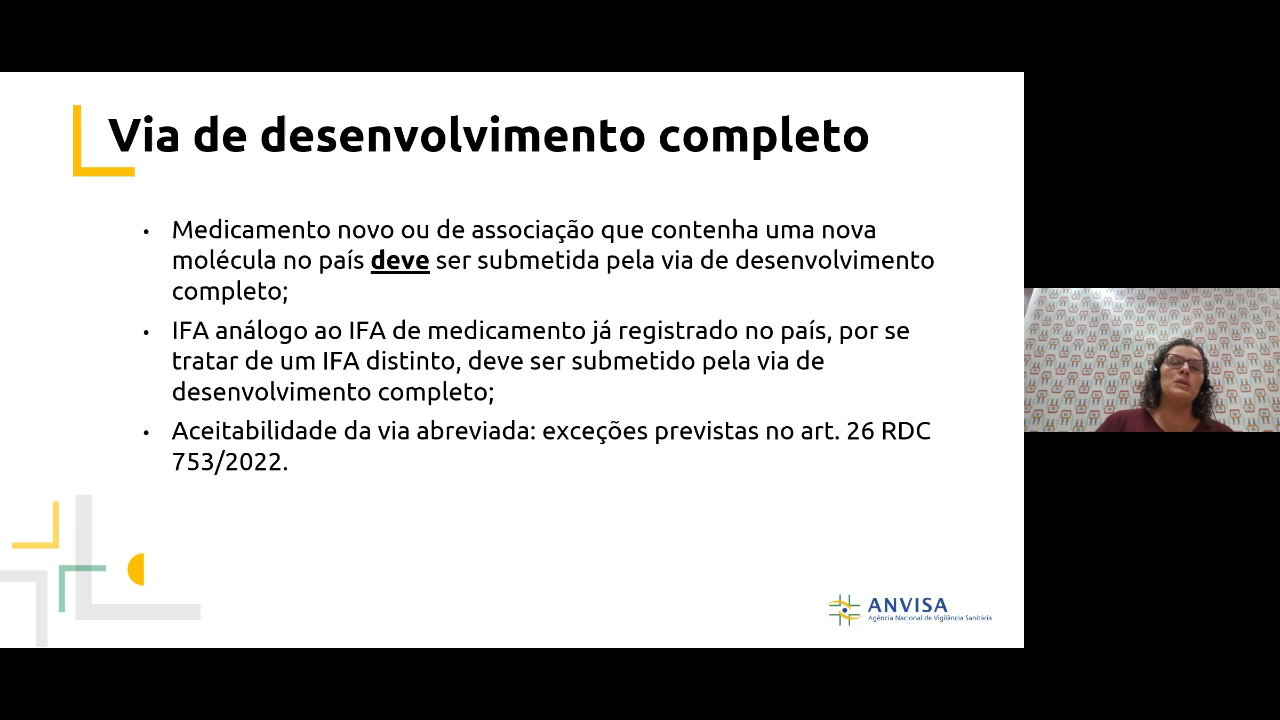 Via de desenvolvimento completo
• Medicamento novo ou de associação que contenha uma nova
molécula no país deve ser submetida pela via de desenvolvimento
completo;
• IFA análogo ao IFA de medicamento já registrado no país, por se
tratar de um IFA distinto, deve ser submetido pela via de
desenvolvimento completo;
• Aceitabilidade da via abreviada: exceções previstas no art. 26 RDC
753/2022.
ANVISA
Agência Nacional de Vigilância Sanitária